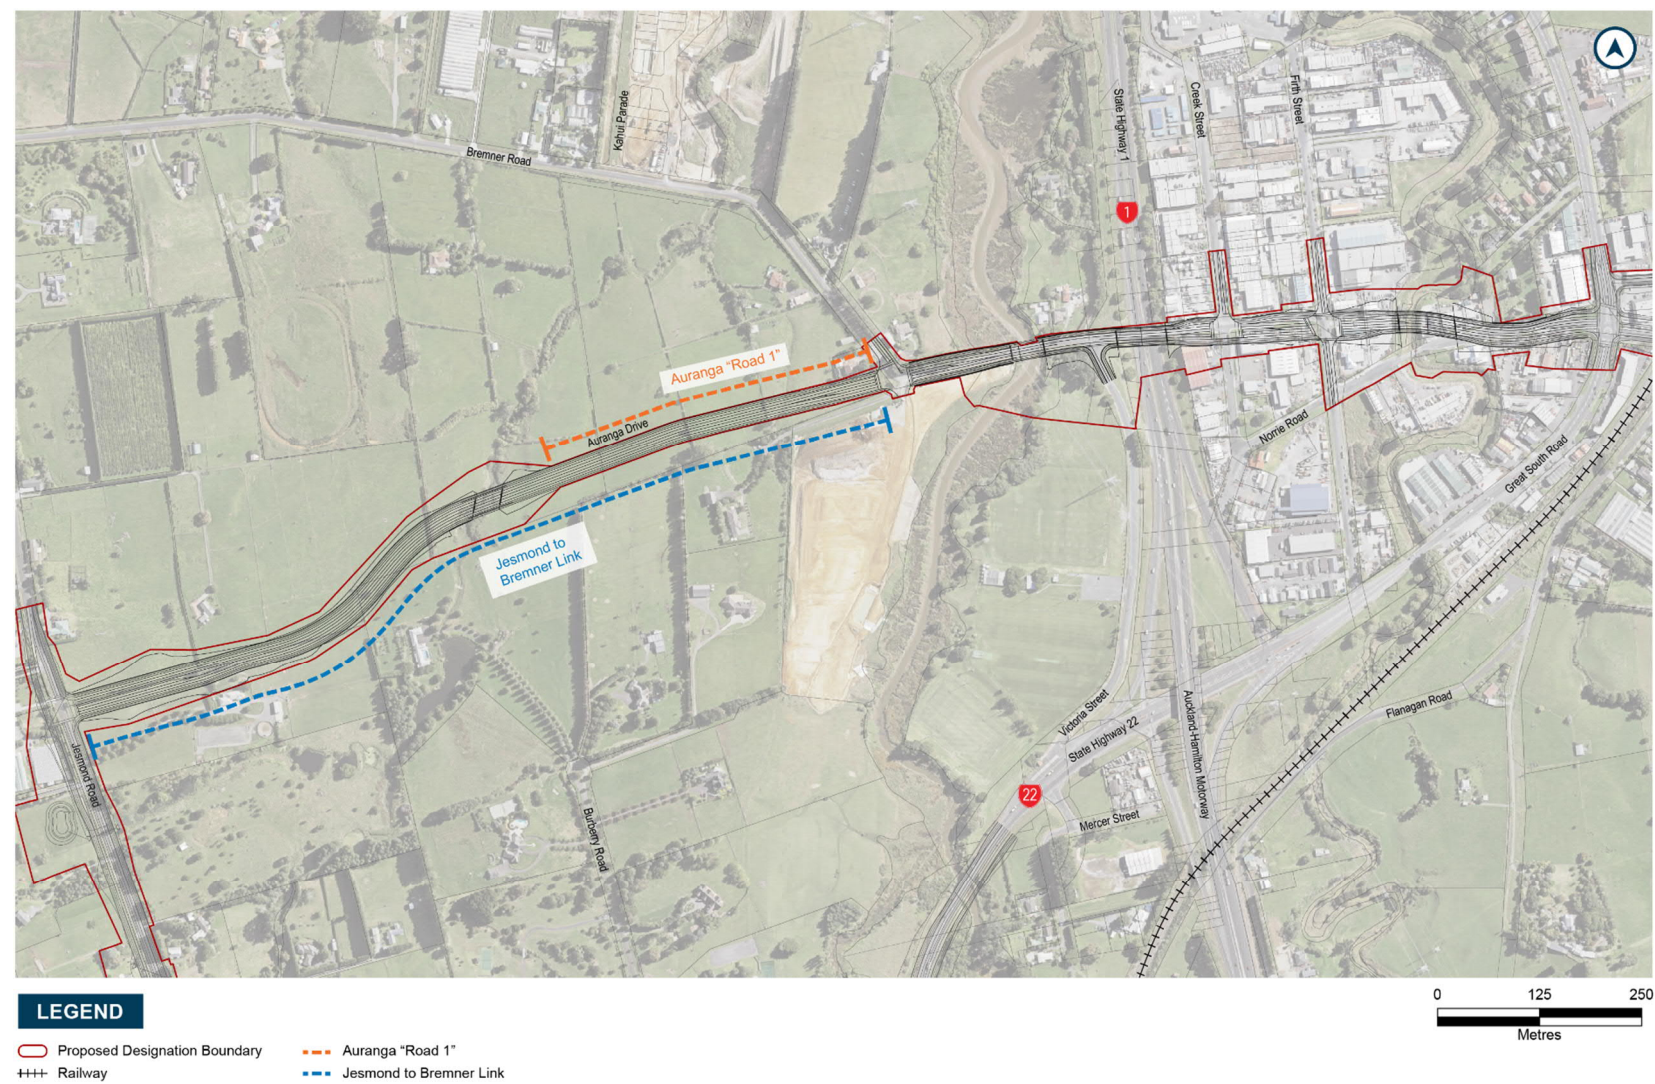 Kahui Parade
Bremner Road
State Highway 1
Creek Street
Firth Street
1
Auranga “Road 1”
Auranga Drive
Jesmond to
Bremner Link
Norrie Road
Great South Road
Jesmond Road
Burberry Road
Victoria Street
State Highway 22
22
Mercer Street
Auckland-Hamilton Motorway
Flanagan Road
LEGEND
Proposed Designation Boundary
Railway
Auranga “Road 1”
Jesmond to Bremner Link
0 125 250
Metres